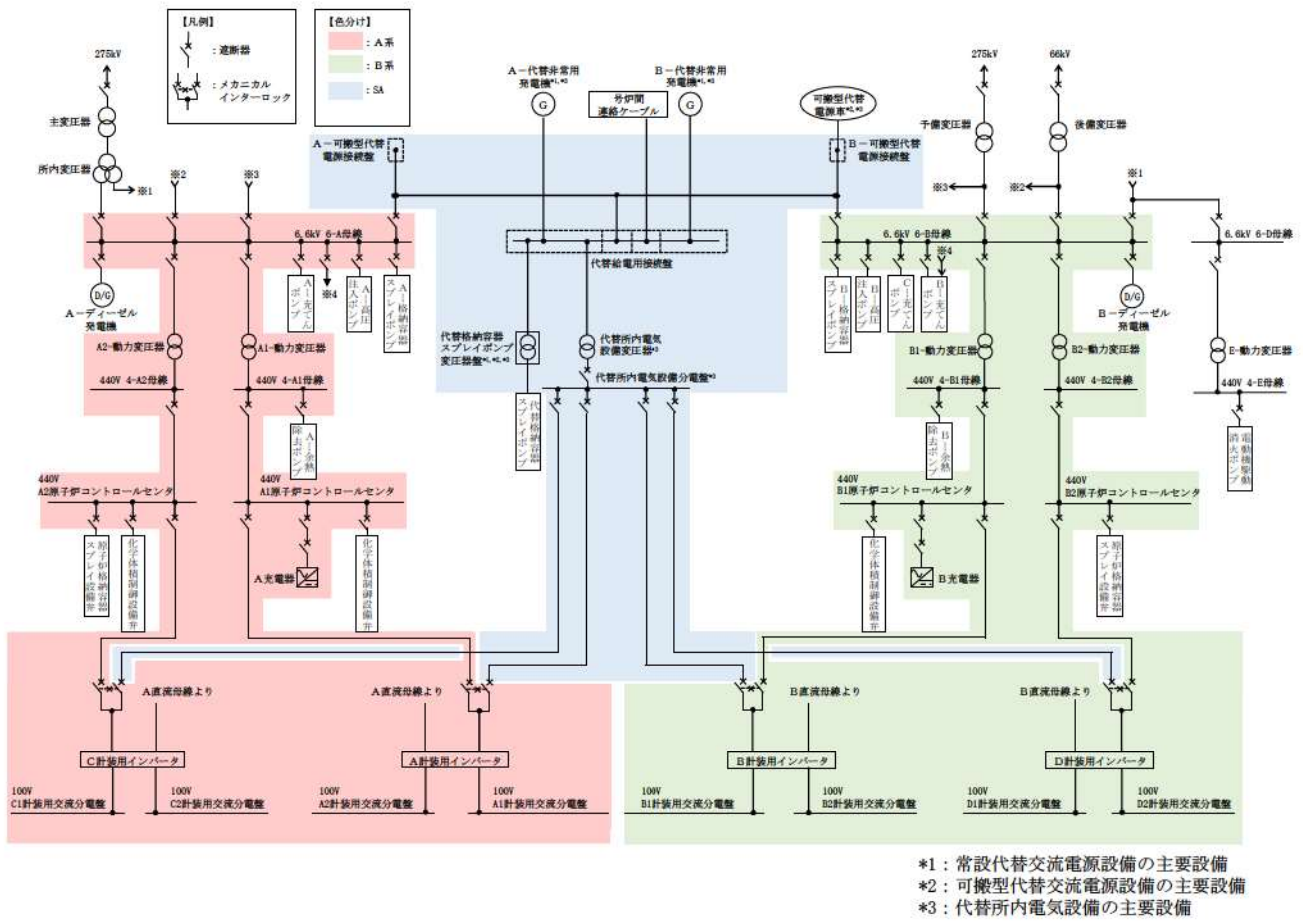 【凡例】
：遮断器
：メカニカル
インターロック
【色分け】
：A系
：B系
：SA
275kV
主変圧器
所内変圧器
※1
※2
※3
A－代替非常用
発電機*1,*3
G
号炉間
連絡ケーブル
B－代替非常用
発電機*1,*3
G
可搬型代替
電源車*2,*3
A－可搬型代替
電源接続盤
B－可搬型代替
電源接続盤
275kV
66kV
予備変圧器
後備変圧器
※3
※2
※1
6.6kV 6-A母線
代替給電用接続盤
6.6kV 6-B母線
6.6kV 6-D母線
D/G
A－ディーゼル
発電機
A－充てん
ポンプ
※4
A－高圧
注入ポンプ
A－格納容器
スプレイポンプ
代替格納容器
スプレイポンプ
変圧器盤*1,*2,*3
代替所内電気
設備変圧器*3
代替所内電気設備分電盤*3
代替格納容器
スプレイポンプ
B－格納容器
スプレイポンプ
B－高圧
注入ポンプ
C－充てん
ポンプ
※4
B－充てん
ポンプ
D/G
B－ディーゼル
発電機
A2-動力変圧器
A1-動力変圧器
B1-動力変圧器
B2-動力変圧器
E-動力変圧器
440V 4-A2母線
440V 4-A1母線
440V 4-B1母線
440V 4-B2母線
440V 4-E母線
A－余熱
除去ポンプ
B－余熱
除去ポンプ
電動機駆動
消火ポンプ
440V
A2原子炉コントロールセンタ
440V
A1原子炉コントロールセンタ
440V
B1原子炉コントロールセンタ
440V
B2原子炉コントロールセンタ
原子炉格納容器
スプレイ設備弁
化学体積制御設備弁
A充電器
化学体積制御設備弁
化学体積制御設備弁
B充電器
原子炉格納容器
スプレイ設備弁
A直流母線より
A直流母線より
B直流母線より
B直流母線より
C計装用インバータ
A計装用インバータ
B計装用インバータ
D計装用インバータ
100V
C1計装用交流分電盤
100V
C2計装用交流分電盤
100V
A2計装用交流分電盤
100V
A1計装用交流分電盤
100V
B1計装用交流分電盤
100V
B2計装用交流分電盤
100V
D1計装用交流分電盤
100V
D2計装用交流分電盤
*1：常設代替交流電源設備の主要設備
*2：可搬型代替交流電源設備の主要設備
*3：代替所内電気設備の主要設備